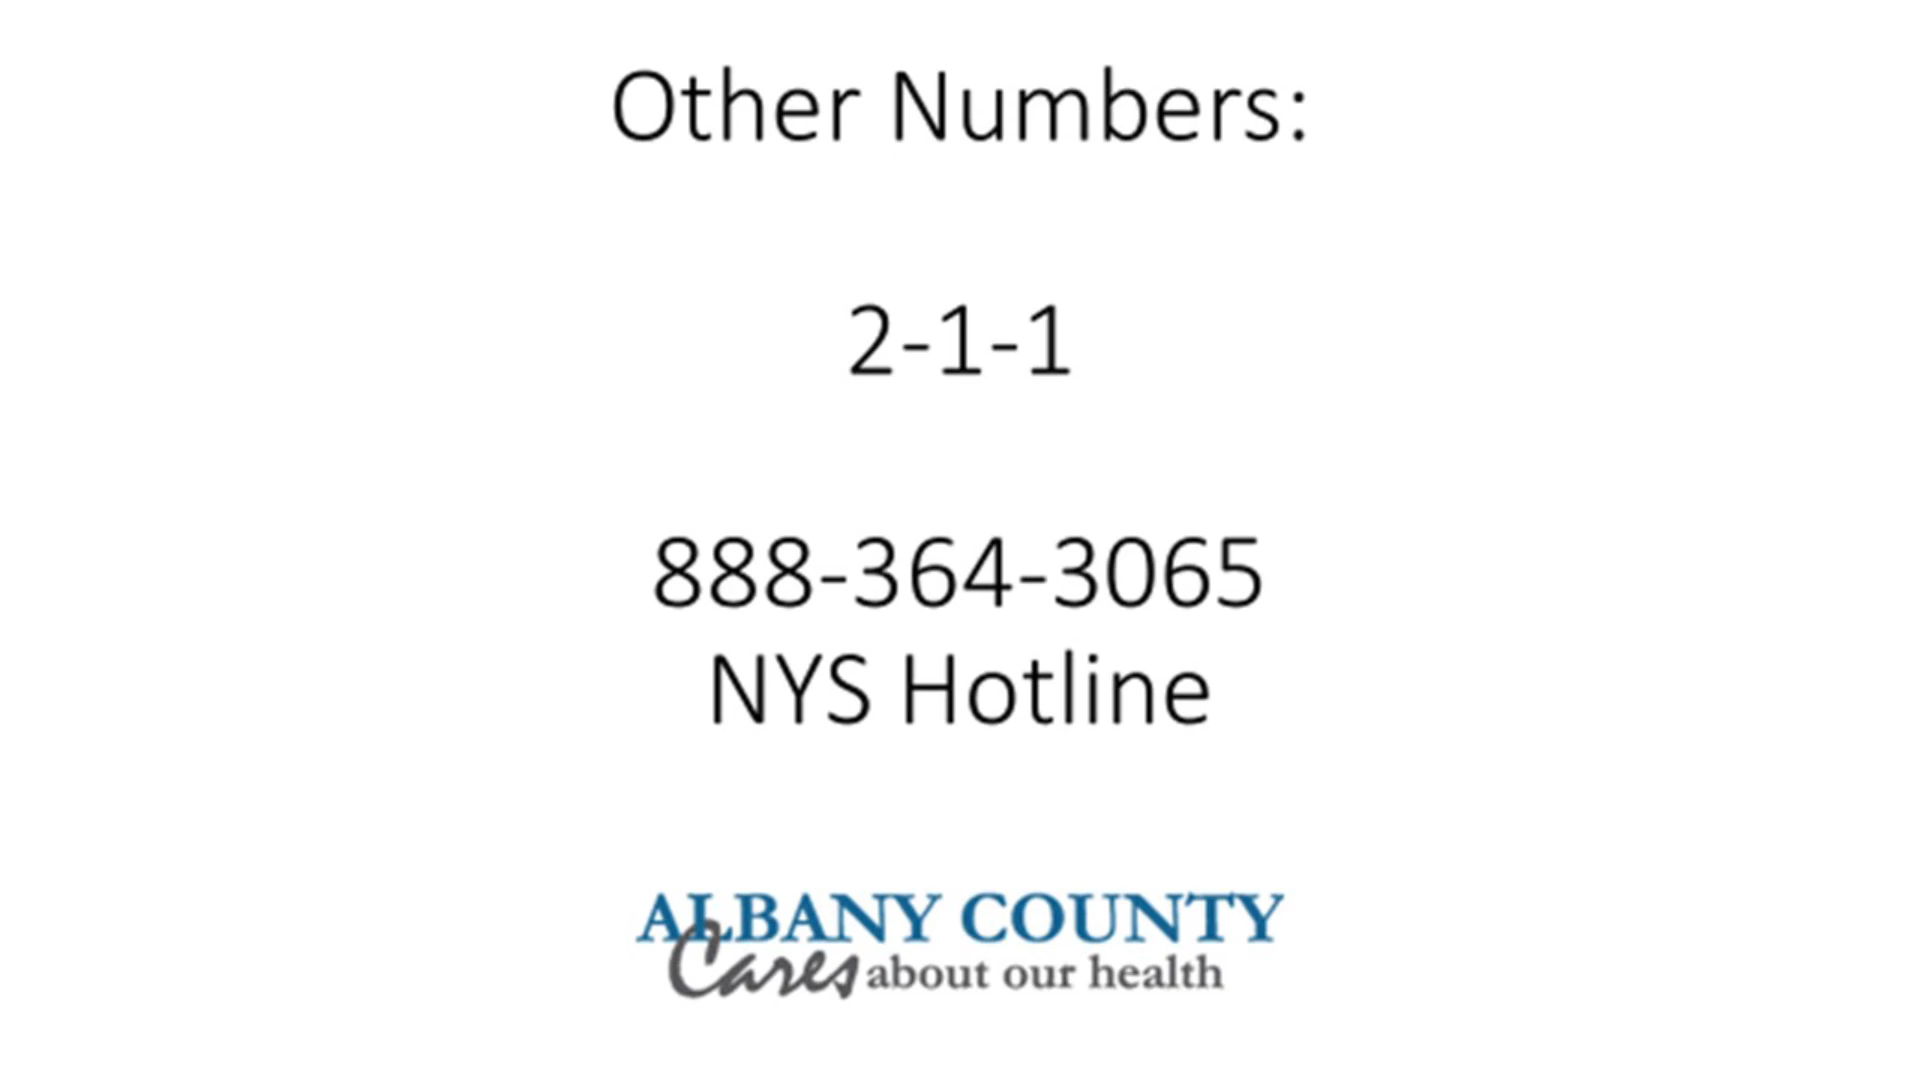 Other Numbers:
2-1-1
888-364-3065
NYS Hotline
ALBANY COUNTY
Cares about our health